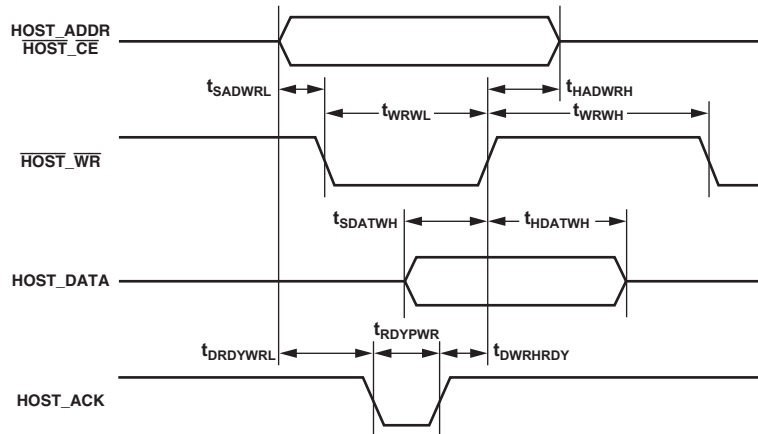 HOST_ADDR
HOST_CE
tSADWRL
tHADWRH
tWRWL
tWRWH
HOST_WR
tSDATWH
tHDATWH
HOST_DATA
tRDYPWR
tDRDYWRL
tDWRHRDY
HOST_ACK